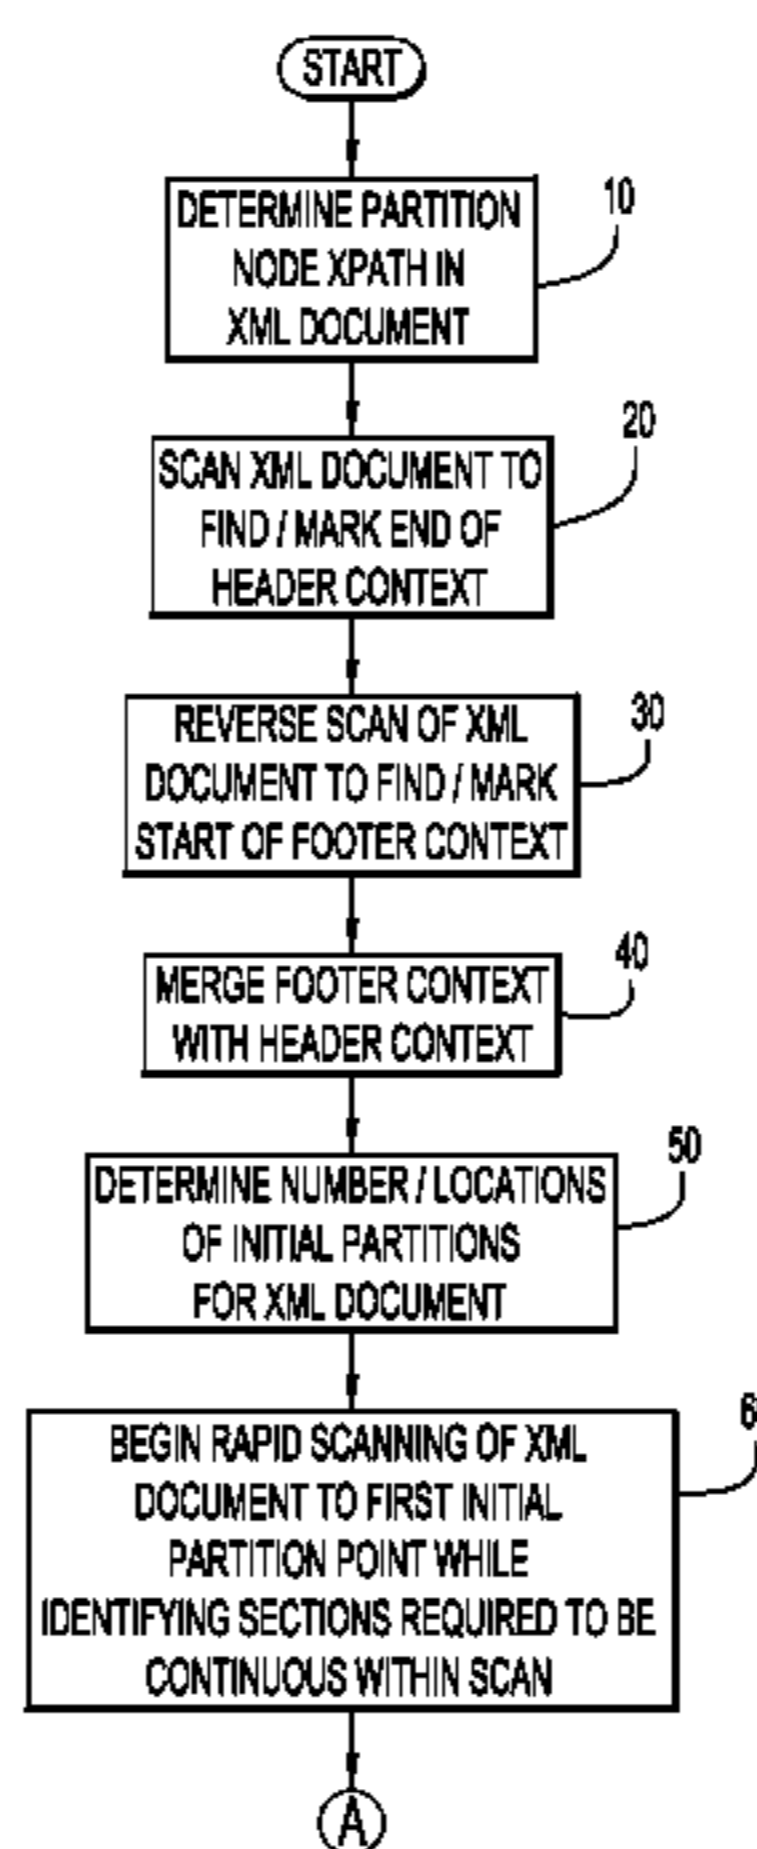 START
DETERMINE PARTITION
NODE XPATH IN
XML DOCUMENT
10
SCAN XML DOCUMENT TO
FIND / MARK END OF
HEADER CONTEXT
20
REVERSE SCAN OF XML
DOCUMENT TO FIND / MARK
START OF FOOTER CONTEXT
30
MERGE FOOTER CONTEXT
WITH HEADER CONTEXT
40
DETERMINE NUMBER / LOCATIONS
OF INITIAL PARTITIONS
FOR XML DOCUMENT
50
BEGIN RAPID SCANNING OF XML
DOCUMENT TO FIRST INITIAL
PARTITION POINT WHILE
IDENTIFYING SECTIONS REQUIRED TO BE
CONTINUOUS WITHIN SCAN
A